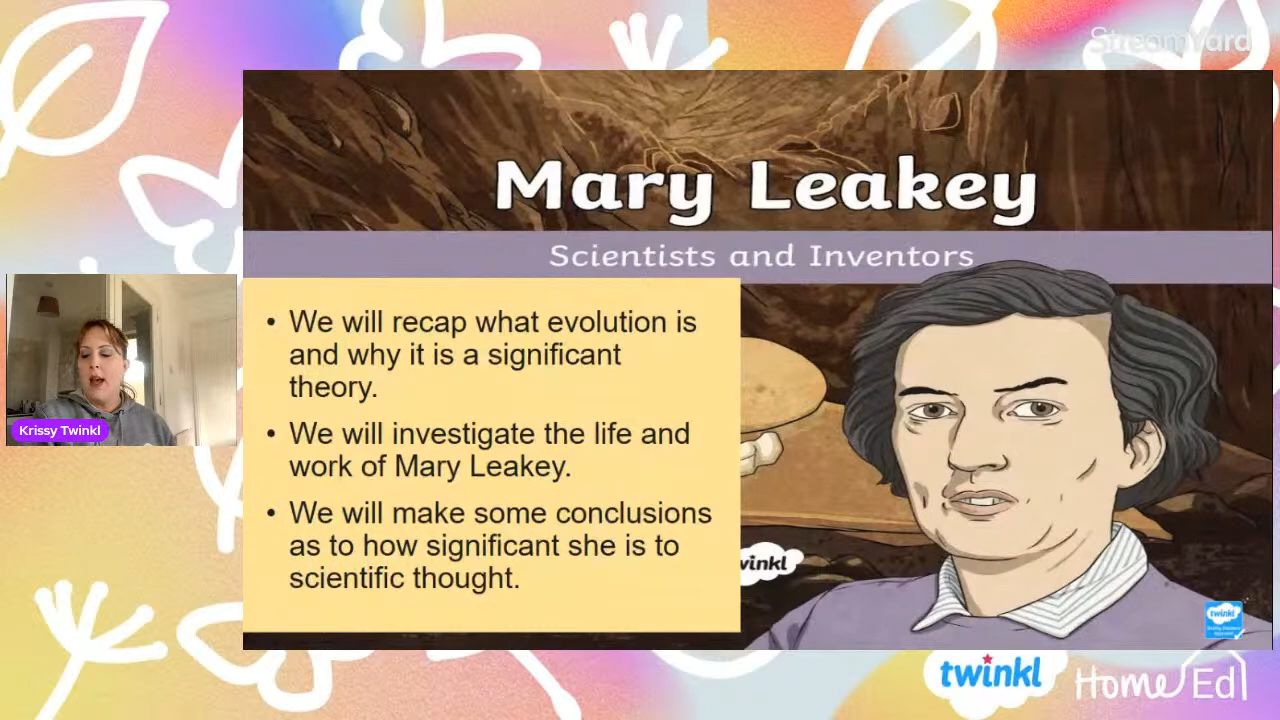 StreamYard
Mary Leakey
Scientists and Inventors
• We will recap what evolution is
and why it is a significant
theory.
• We will investigate the life and
work of Mary Leakey.
• We will make some conclusions
as to how significant she is to
scientific thought.
Krissy Twinkl
winkl
twinkl
twinkl
Home Ed